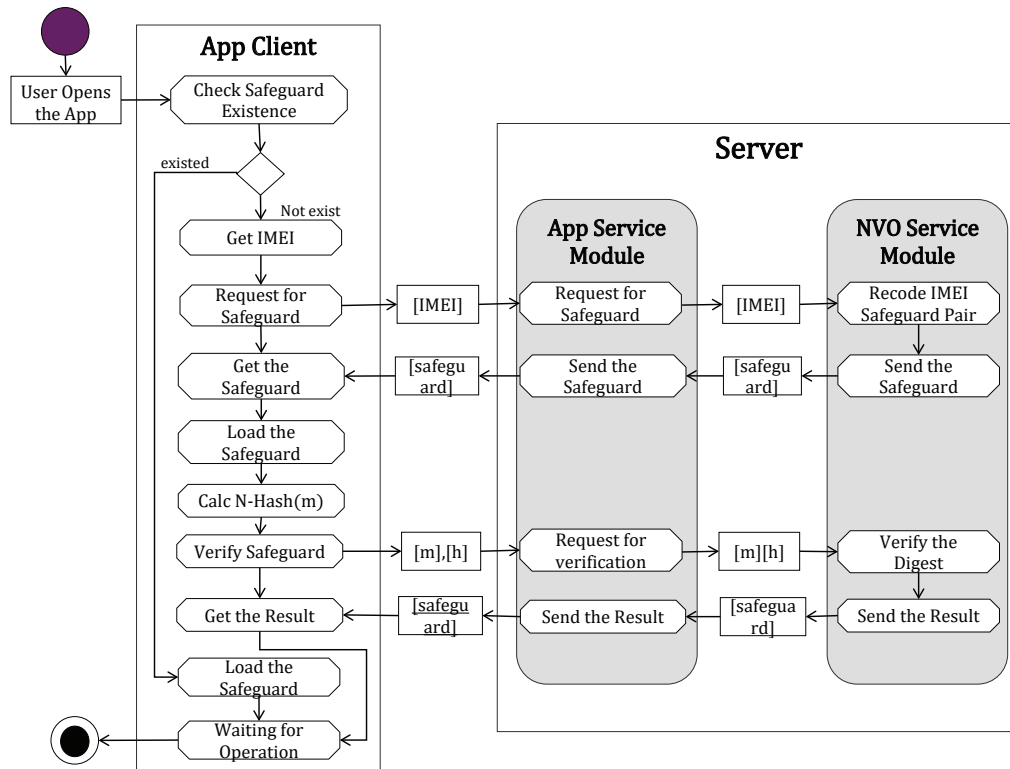 App Client
User Opens
the App
Check Safeguard
Existence
existed
Not exist
Get IMEI
Server
App Service
Module
NVO Service
Module
Request for
Safeguard
[IMEI]
Request for
Safeguard
[IMEI]
Recode IMEI
Safeguard Pair
Get the
Safeguard
[safegu
ard]
Send the
Safeguard
[safegu
ard]
Send the
Safeguard
Load the
Safeguard
Calc N-Hash(m)
Verify Safeguard
[m],[h]
Request for
verification
[m][h]
Verify the
Digest
Get the Result
[safegu
ard]
Send the Result
[safegua
rd]
Send the Result
Load the
Safeguard
Waiting for
Operation